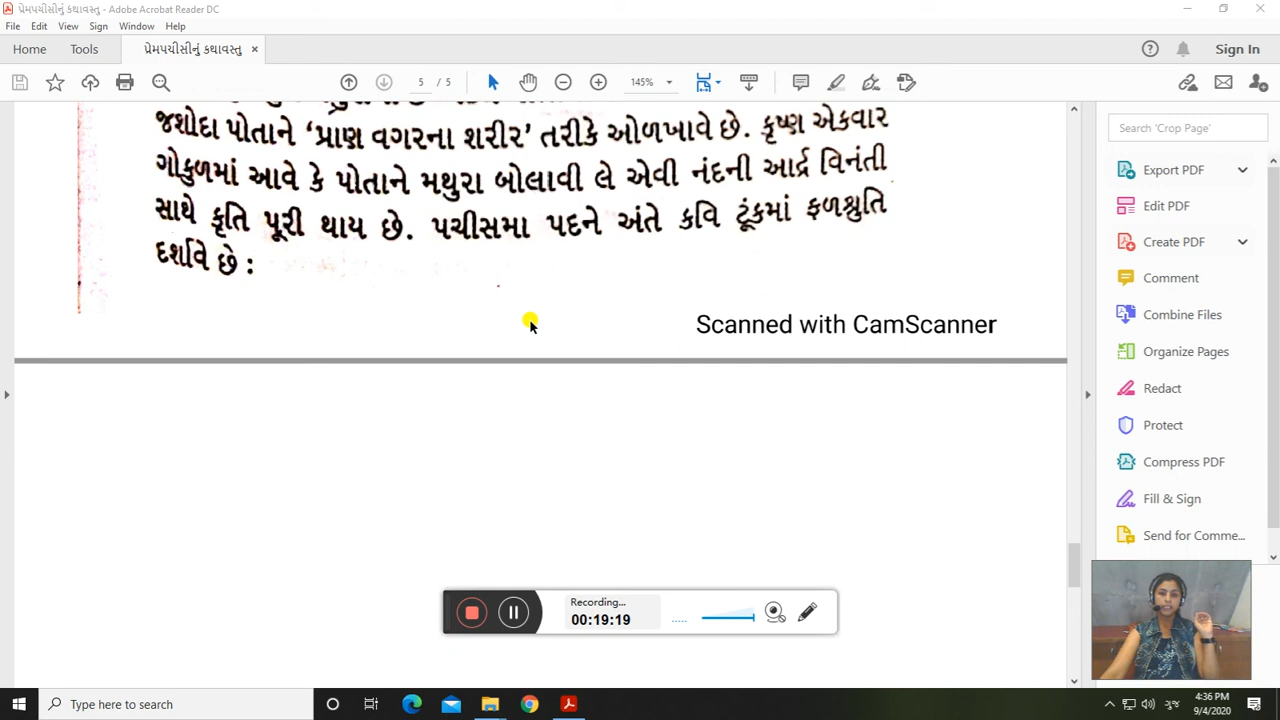 પ્રેમપચીસીનું કથાવસ્તુ - Adobe Acrobat Reader DC
File Edit View Sign Window Help
Home Tools પ્રેમપચીસીનું કથાવસ્તુ × Sign In
5 / 5 145%
જશોદા પોતાને ‘પ્રાણ વગરના શરીર’ તરીકે ઓળખાવે છે. કૃષ્ણ એકવાર
ગોકુળમાં આવે કે પોતાને મથુરા બોલાવી લે એવી નંદની આર્દ્ર વિનંતી
સાથે કૃતિ પૂરી થાય છે. પચીસમા પદને અંતે કવિ ટૂંકમાં ફળશ્રુતિ
દર્શાવે છે :
Scanned with CamScanner
Search 'Crop Page'
Export PDF
Edit PDF
Create PDF
Comment
Combine Files
Organize Pages
Redact
Protect
Compress PDF
Fill & Sign
Send for Comme...
Recording...
00:19:19
Type here to search
ગુજ
4:36 PM
9/4/2020